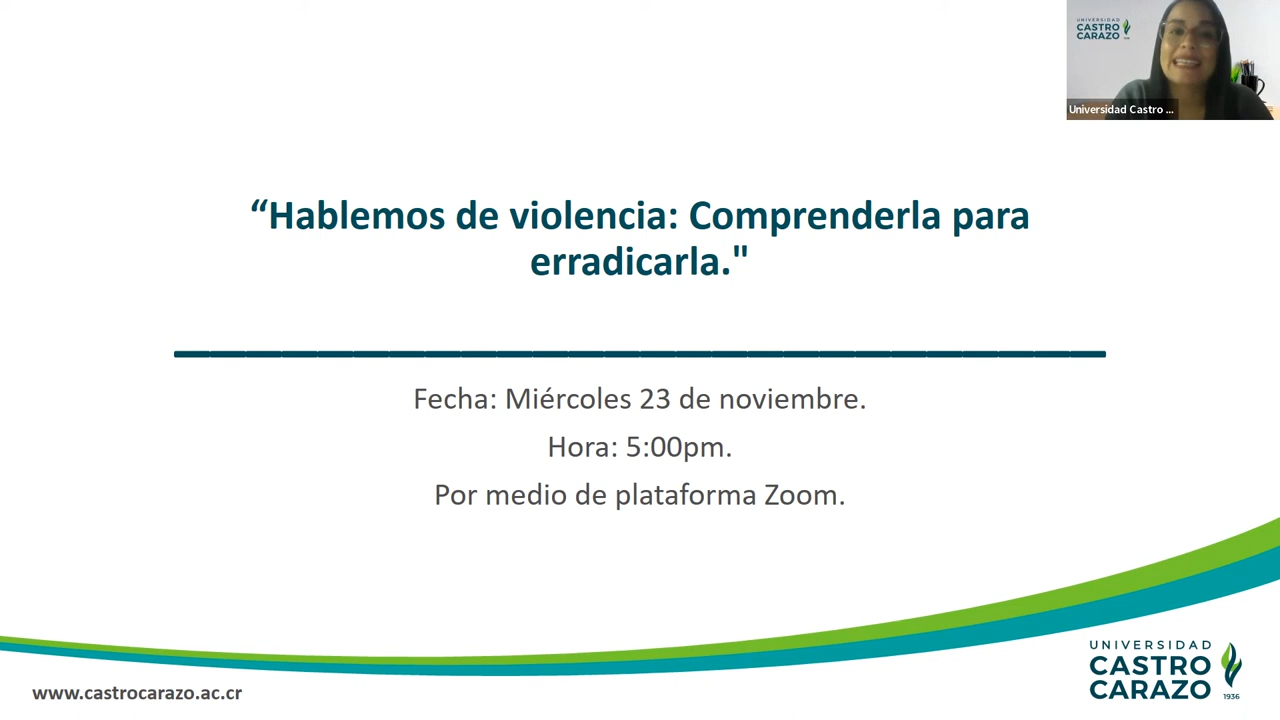 UNIVERSIDAD
CASTRO
CARAZO
Universidad Castro ...
“Hablemos de violencia: Comprenderla para
erradicarla."
Fecha: Miércoles 23 de noviembre.
Hora: 5:00pm.
Por medio de plataforma Zoom.
www.castrocarazo.ac.cr
UNIVERSIDAD
CASTRO
CARAZO
1936